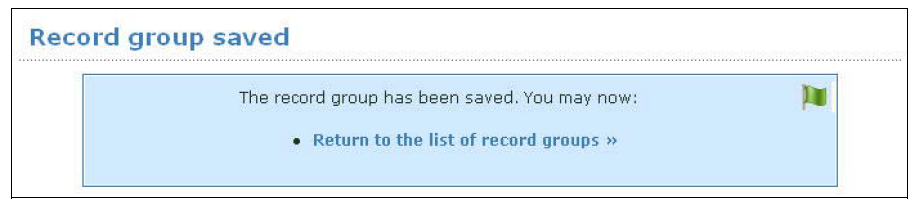 Record group saved
The record group has been saved. You may now:
• Return to the list of record groups »